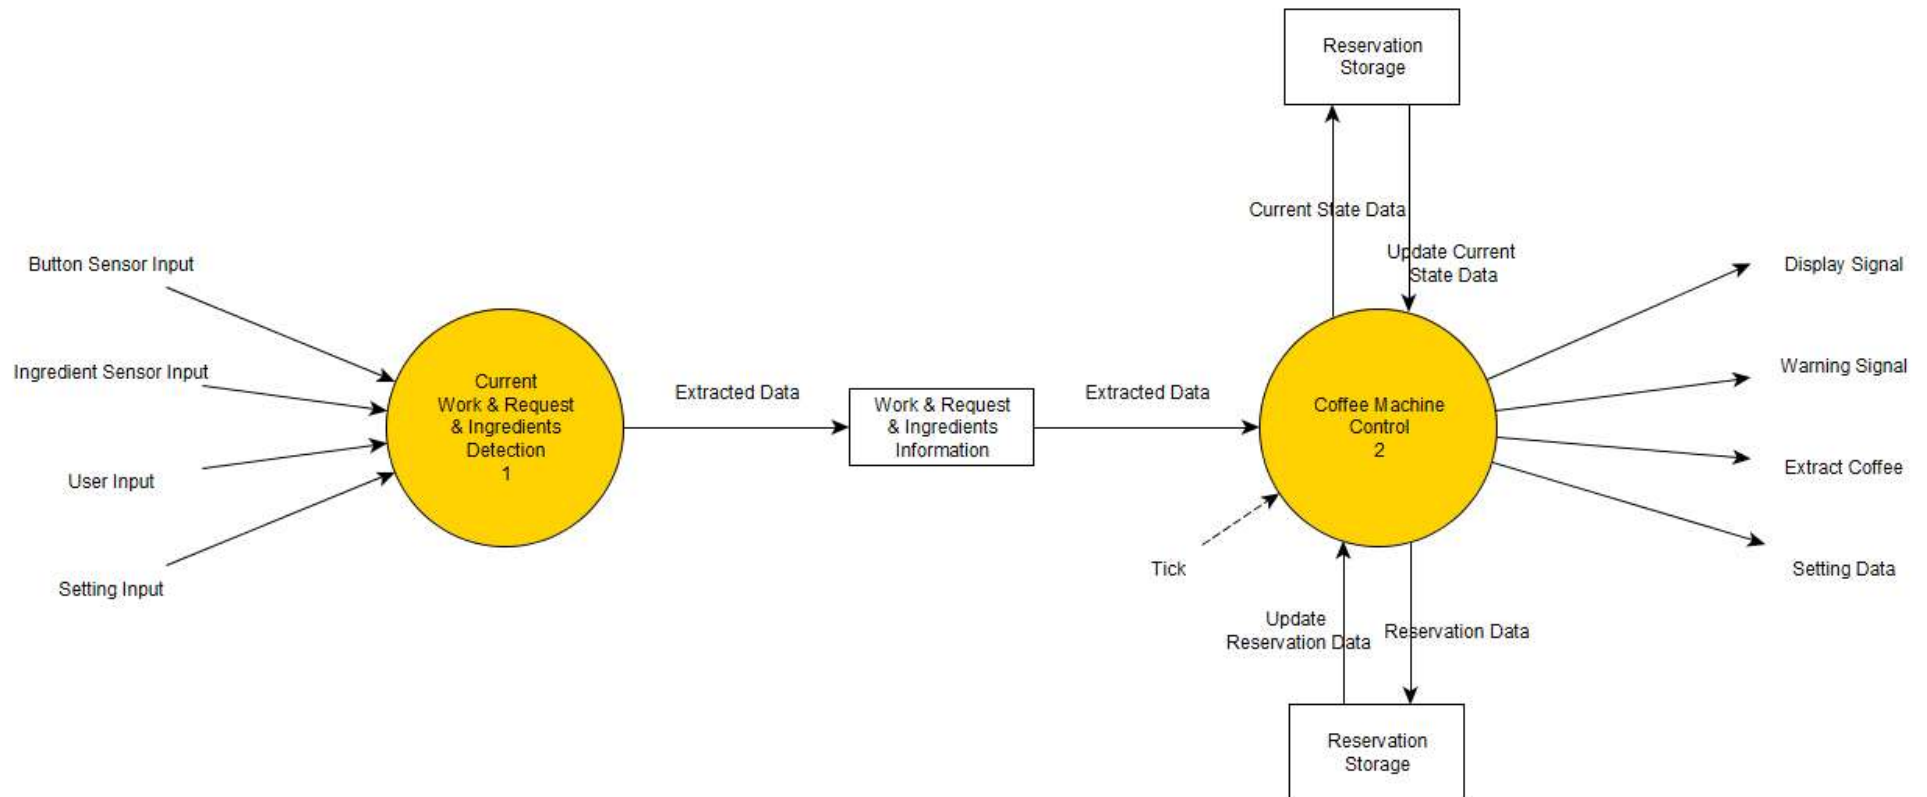 Reservation
Storage
Current State Data
Update Current
State Data
Button Sensor Input
Ingredient Sensor Input
User Input
Setting Input
Current
Work & Request
& Ingredients
Detection
1
Extracted Data
Work & Request
& Ingredients
Information
Extracted Data
Coffee Machine
Control
2
Tick
Display Signal
Warning Signal
Extract Coffee
Setting Data
Update
Reservation Data
Reservation Data
Reservation
Storage